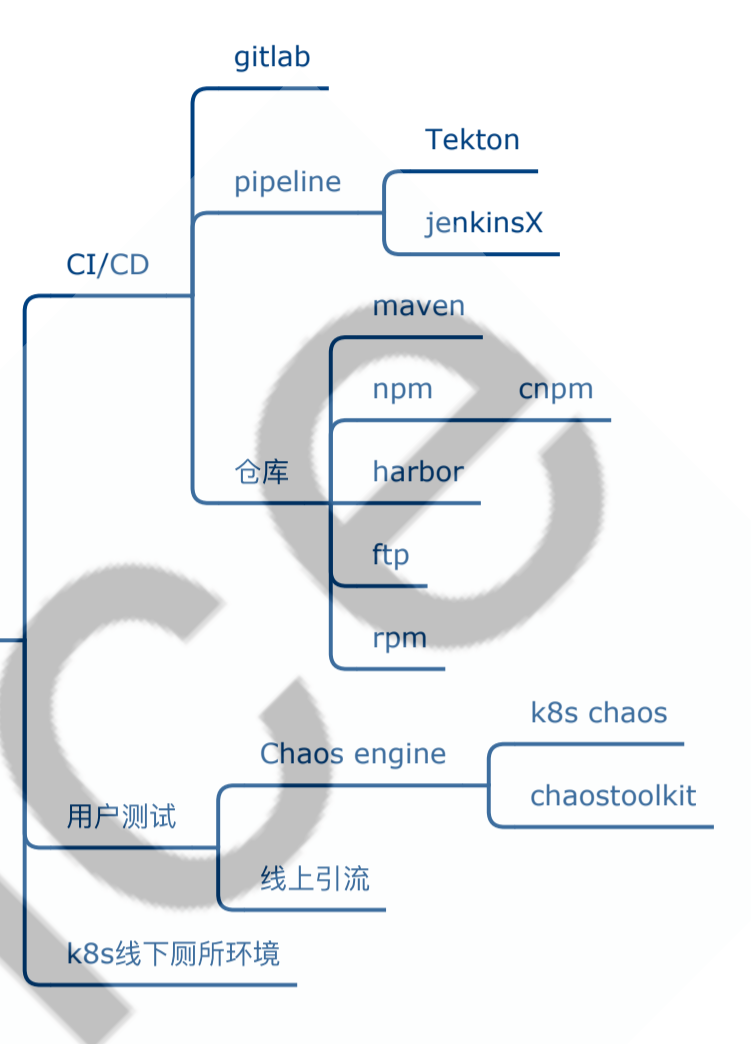 gitlab
Tekton
pipeline
jenkinsX
CI/CD
maven
npm cnpm
仓库 harbor
ftp
rpm
k8s chaos
Chaos engine
chaostoolkit
用户测试
线上引流
k8s线下厕所环境
ce